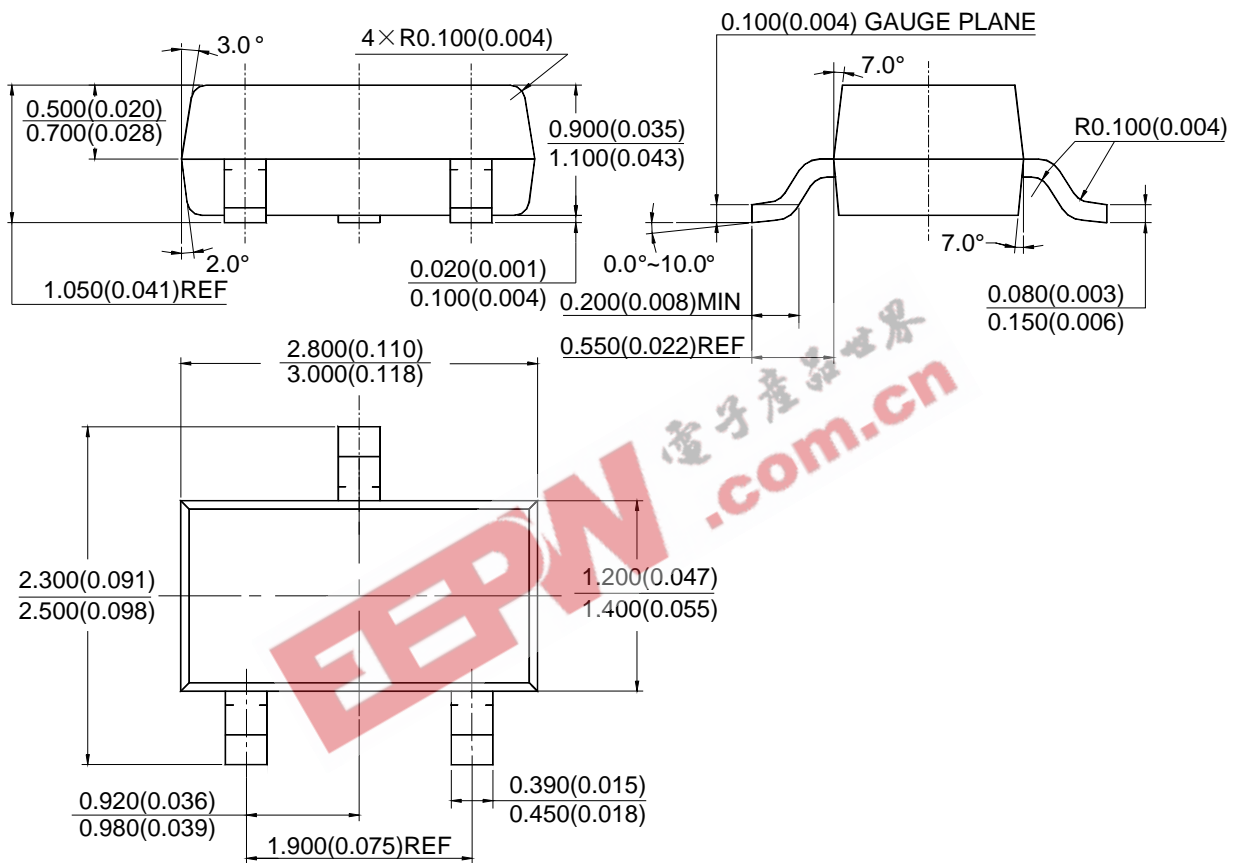 3.0°
4×R0.100(0.004)
0.500(0.020)
0.700(0.028)
0.900(0.035)
1.100(0.043)
2.0°
1.050(0.041)REF
0.020(0.001)
0.100(0.004)
0.100(0.004) GAUGE PLANE
7.0°
R0.100(0.004)
7.0°
0.0°~10.0°
0.200(0.008)MIN
0.550(0.022)REF
0.080(0.003)
0.150(0.006)
2.800(0.110)
3.000(0.118)
2.300(0.091)
2.500(0.098)
1.200(0.047)
1.400(0.055)
0.920(0.036)
0.980(0.039)
1.900(0.075)REF
0.390(0.015)
0.450(0.018)
EEPW
電子產品世界
.com.cn